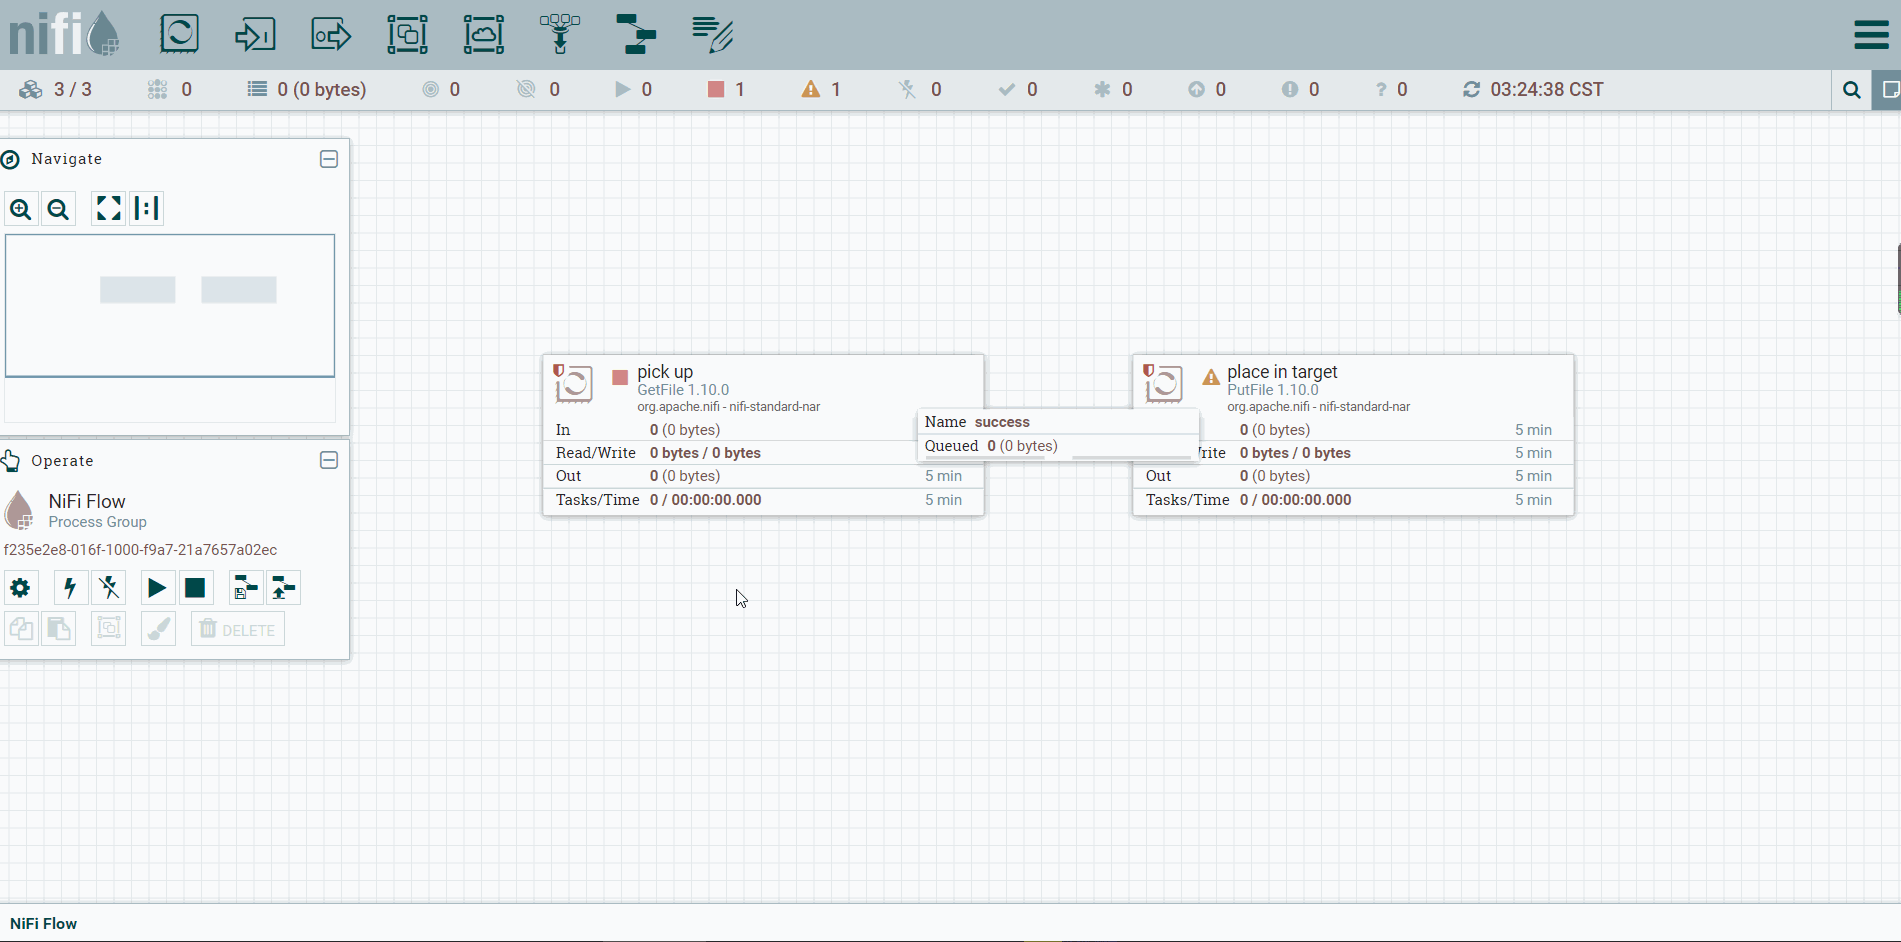 nifi
3 / 3 0 0 (0 bytes) 0 0 0 1 1 0 0 0 0 0 ? 0 03:24:38 CST
Navigate
Operate
NiFi Flow
Process Group
f235e2e8-016f-1000-f9a7-21a7657a02ec
DELETE
pick up
GetFile 1.10.0
org.apache.nifi - nifi-standard-nar
In 0 (0 bytes)
Read/Write 0 bytes / 0 bytes
Out 0 (0 bytes) 5 min
Tasks/Time 0 / 00:00:00.000 5 min
Name success
Queued 0 (0 bytes)
place in target
PutFile 1.10.0
org.apache.nifi - nifi-standard-nar
0 (0 bytes) 5 min
rite 0 bytes / 0 bytes 5 min
Out 0 (0 bytes) 5 min
Tasks/Time 0 / 00:00:00.000 5 min
NiFi Flow